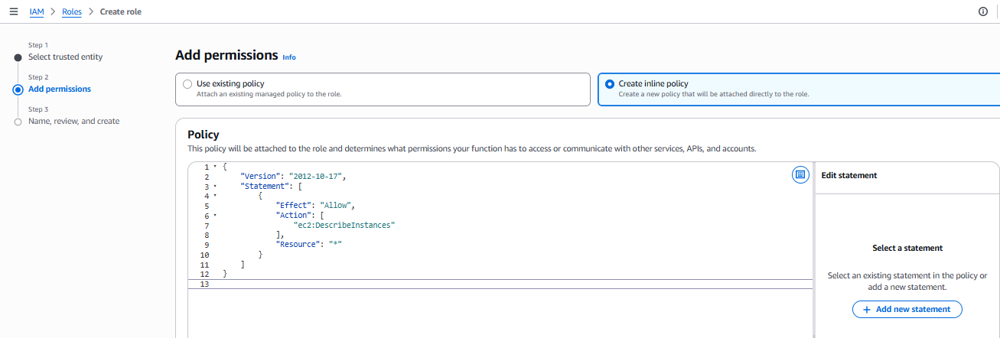 IAM > Roles > Create role
Step 1
Select trusted entity
Step 2
Add permissions
Step 3
Name, review, and create
Add permissions Info
Use existing policy
Attach an existing managed policy to the role.
Create inline policy
Create a new policy that will be attached directly to the role.
Policy
This policy will be attached to the role and determines what permissions your function has to access or communicate with other services, APIs, and accounts.
1 {
2 "Version": "2012-10-17",
3 "Statement": [
4 {
5 "Effect": "Allow",
6 "Action": [
7 "ec2:DescribeInstances"
8 ],
9 "Resource": "*"
10 }
11 ]
12 }
13
Edit statement
Select a statement
Select an existing statement in the policy or
add a new statement.
+ Add new statement